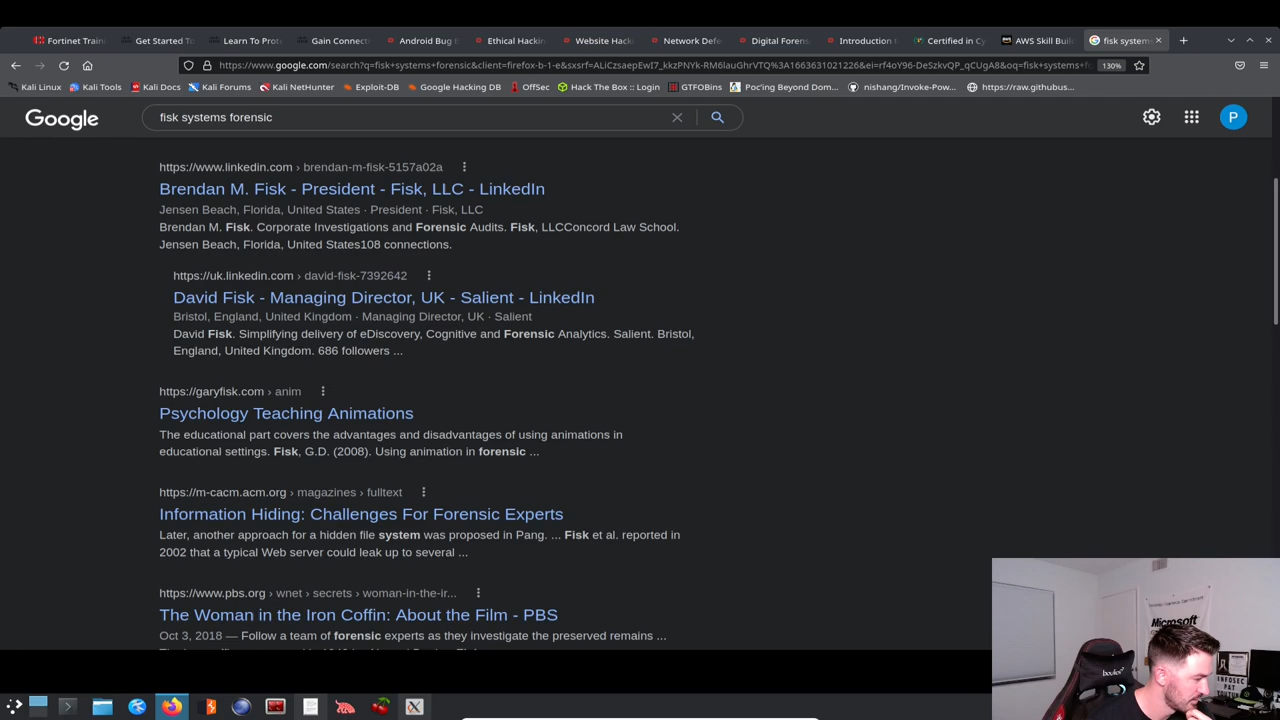 Fortinet Traini
Get Started T
Learn To Prot
Gain Connecti
Android Bug B
Ethical Hackin
Website Hacki
Network Defe
Digital Forens
Introduction
Certified in Cy
AWS Skill Buil
fisk systems
https://www.google.com/search?q=fisk+systems+forensic&client=firefox-b-1-e&sxsrf=ALiCzsaepEwI7_kkzPNYk-RM6lauGhrVTQ%3A1663631021226&ei=rf4oY96-DeSzkvQP_qCUgA8&oq=fisk+systems+f
130%
Kali Linux
Kali Tools
Kali Docs
Kali Forums
Kali NetHunter
Exploit-DB
Google Hacking DB
OffSec
Hack The Box :: Login
GTFOBins
Poc'ing Beyond Dom...
nishang/Invoke-Pow...
https://raw.githubus...
Google
fisk systems forensic
P
https://www.linkedin.com › brendan-m-fisk-5157a02a
Brendan M. Fisk - President - Fisk, LLC - LinkedIn
Jensen Beach, Florida, United States · President · Fisk, LLC
Brendan M. Fisk. Corporate Investigations and Forensic Audits. Fisk, LLCConcord Law School.
Jensen Beach, Florida, United States108 connections.
https://uk.linkedin.com › david-fisk-7392642
David Fisk - Managing Director, UK - Salient - LinkedIn
Bristol, England, United Kingdom · Managing Director, UK · Salient
David Fisk. Simplifying delivery of eDiscovery, Cognitive and Forensic Analytics. Salient. Bristol,
England, United Kingdom. 686 followers ...
https://garyfisk.com › anim
Psychology Teaching Animations
The educational part covers the advantages and disadvantages of using animations in
educational settings. Fisk, G.D. (2008). Using animation in forensic ...
https://m-cacm.acm.org › magazines › fulltext
Information Hiding: Challenges For Forensic Experts
Later, another approach for a hidden file system was proposed in Pang. ... Fisk et al. reported in
2002 that a typical Web server could leak up to several ...
https://www.pbs.org › wnet › secrets › woman-in-the-ir...
The Woman in the Iron Coffin: About the Film - PBS
Oct 3, 2018 — Follow a team of forensic experts as they investigate the preserved remains ...
Microsoft
INFOSEC
PAT